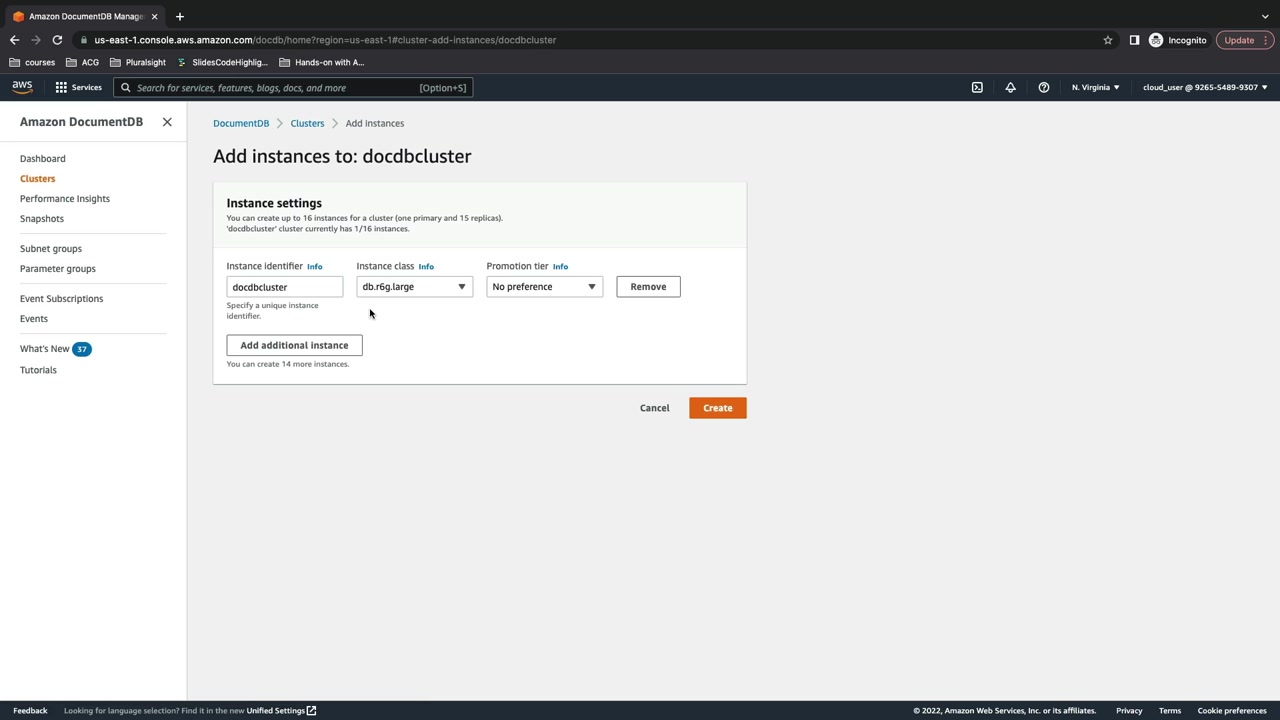 Amazon DocumentDB Manage
us-east-1.console.aws.amazon.com/docdb/home?region=us-east-1#cluster-add-instances/docdbcluster
Incognito
Update
courses
ACG
Pluralsight
SlidesCodeHighlig...
Hands-on with A...
aws
Services
Search for services, features, blogs, docs, and more
[Option+S]
N. Virginia
cloud_user @ 9265-5489-9307
Amazon DocumentDB
Dashboard
Clusters
Performance Insights
Snapshots
Subnet groups
Parameter groups
Event Subscriptions
Events
What's New 37
Tutorials
DocumentDB > Clusters > Add Instances
Add instances to: docdbcluster
Instance settings
You can create up to 16 instances for a cluster (one primary and 15 replicas).
'docdbcluster' cluster currently has 1/16 instances.
Instance identifier Info
Instance class Info
Promotion tier Info
docdbcluster
db.r6g.large
No preference
Remove
Specify a unique instance
identifier.
Add additional instance
You can create 14 more instances.
Cancel
Create
Feedback
Looking for language selection? Find it in the new Unified Settings
© 2022, Amazon Web Services, Inc. or its affiliates.
Privacy
Terms
Cookie preferences